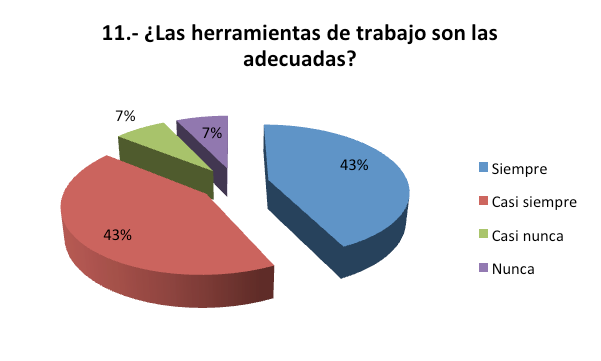 11.- ¿Las herramientas de trabajo son las
adecuadas?
7%
7%
43%
43%
Siempre
Casi siempre
Casi nunca
Nunca